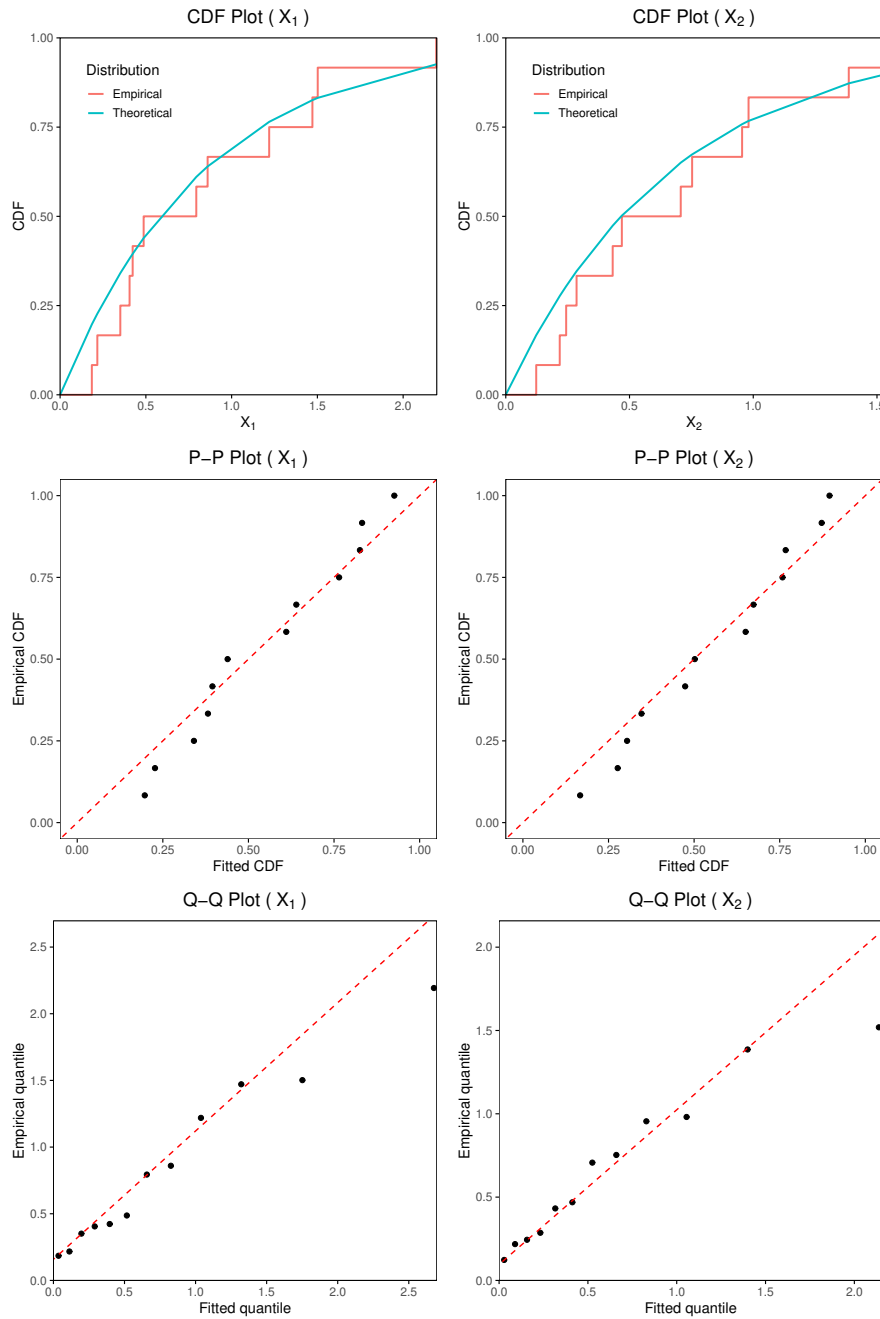 CDF Plot ( X1 )
CDF Plot ( X2 )
1.00
0.75
0.50
0.25
0.00
CDF
Distribution
Empirical
Theoretical
0.0 0.5 1.0 1.5 2.0
X1
1.00
0.75
0.50
0.25
0.00
CDF
Distribution
Empirical
Theoretical
0.0 0.5 1.0 1.5
X2
P−P Plot ( X1 )
P−P Plot ( X2 )
1.00
0.75
0.50
0.25
0.00
Empirical CDF
0.00 0.25 0.50 0.75 1.00
Fitted CDF
1.00
0.75
0.50
0.25
0.00
Empirical CDF
0.00 0.25 0.50 0.75 1.00
Fitted CDF
Q−Q Plot ( X1 )
Q−Q Plot ( X2 )
2.5
2.0
1.5
1.0
0.5
0.0
Empirical quantile
0.0 0.5 1.0 1.5 2.0 2.5
Fitted quantile
2.0
1.5
1.0
0.5
0.0
Empirical quantile
0.0 0.5 1.0 1.5 2.0
Fitted quantile